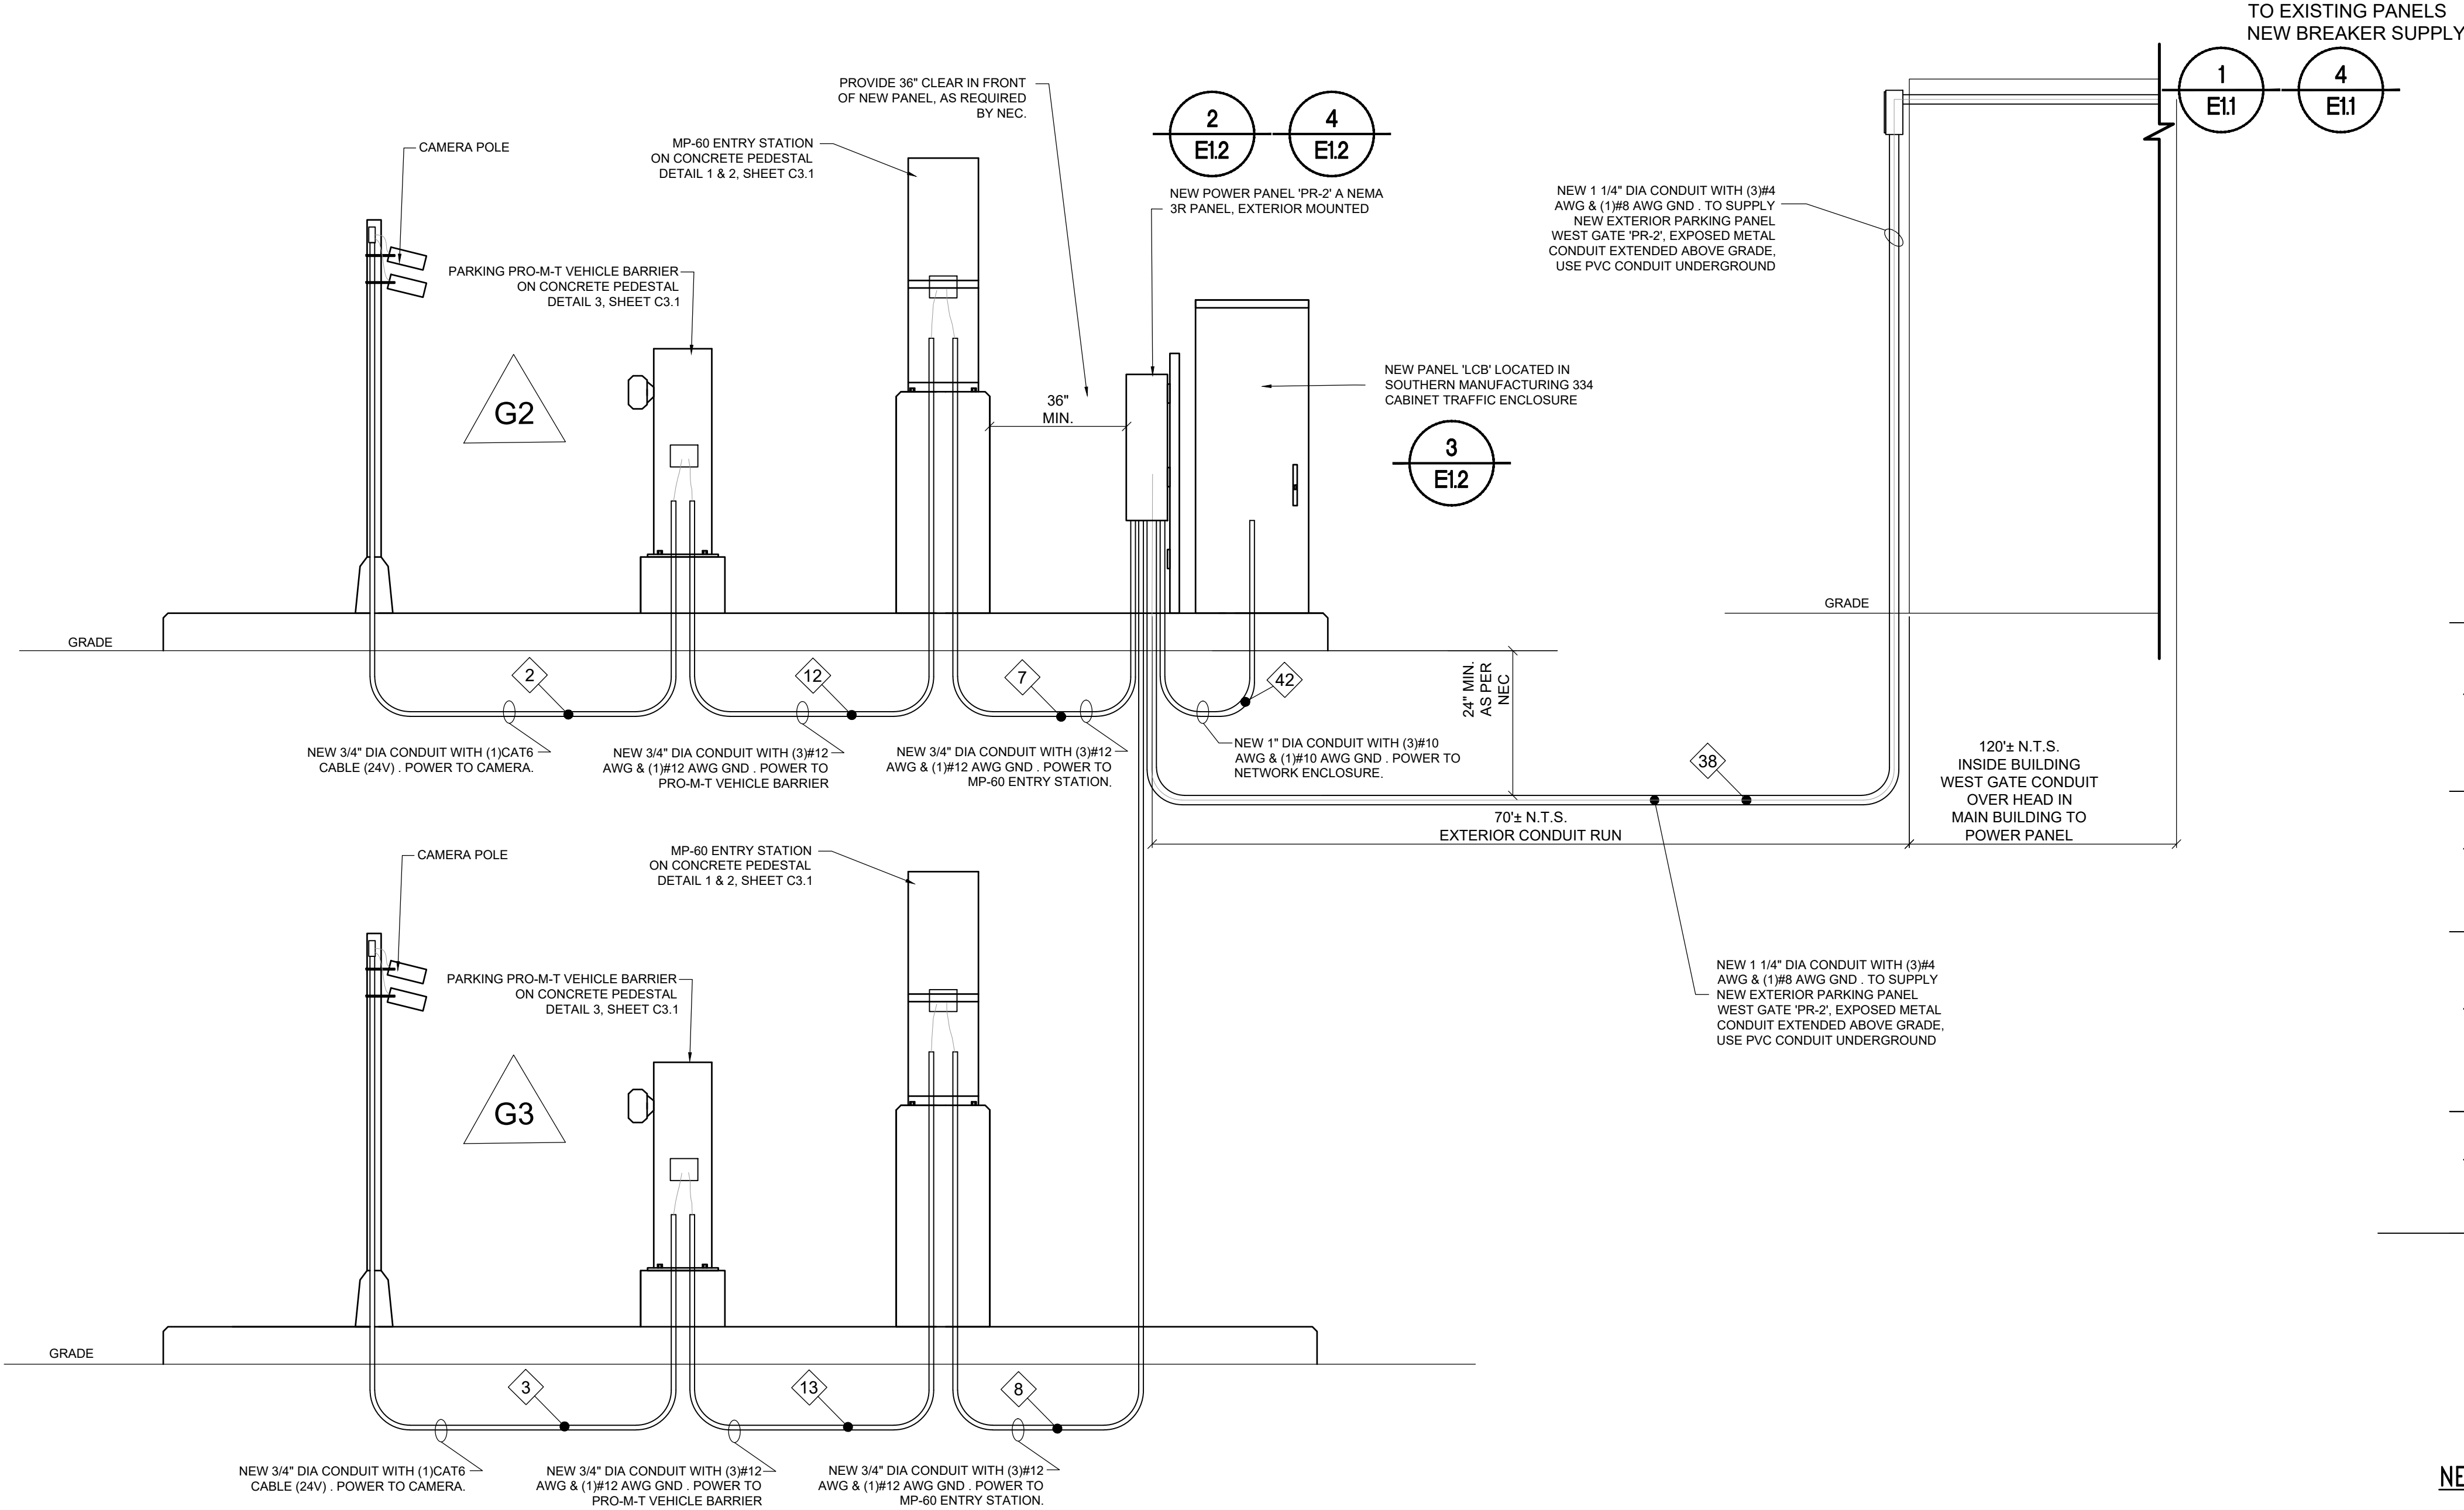 TO EXISTING PANELS
NEW BREAKER SUPPLY
1
E1.1
4
E1.1
PROVIDE 36" CLEAR IN FRONT
OF NEW PANEL, AS REQUIRED
BY NEC.
2
E1.2
4
E1.2
CAMERA POLE
MP-60 ENTRY STATION
ON CONCRETE PEDESTAL
DETAIL 1 & 2, SHEET C3.1
NEW POWER PANEL 'PR-2' A NEMA
3R PANEL, EXTERIOR MOUNTED
NEW 1 1/4" DIA CONDUIT WITH (3)#4
AWG & (1)#8 AWG GND . TO SUPPLY
NEW EXTERIOR PARKING PANEL
WEST GATE 'PR-2', EXPOSED METAL
CONDUIT EXTENDED ABOVE GRADE,
USE PVC CONDUIT UNDERGROUND
PARKING PRO-M-T VEHICLE BARRIER
ON CONCRETE PEDESTAL
DETAIL 3, SHEET C3.1
G2
36"
MIN.
NEW PANEL 'LCB' LOCATED IN
SOUTHERN MANUFACTURING 334
CABINET TRAFFIC ENCLOSURE
3
E1.2
GRADE
GRADE
2
12
7
42
24" MIN.
AS PER
NEC
NEW 3/4" DIA CONDUIT WITH (1)CAT6
CABLE (24V) . POWER TO CAMERA.
NEW 3/4" DIA CONDUIT WITH (3)#12
AWG & (1)#12 AWG GND . POWER TO
PRO-M-T VEHICLE BARRIER
NEW 3/4" DIA CONDUIT WITH (3)#12
AWG & (1)#12 AWG GND . POWER TO
MP-60 ENTRY STATION.
NEW 1" DIA CONDUIT WITH (3)#10
AWG & (1)#10 AWG GND . POWER TO
NETWORK ENCLOSURE.
38
120'± N.T.S.
INSIDE BUILDING
WEST GATE CONDUIT
OVER HEAD IN
MAIN BUILDING TO
POWER PANEL
70'± N.T.S.
EXTERIOR CONDUIT RUN
CAMERA POLE
MP-60 ENTRY STATION
ON CONCRETE PEDESTAL
DETAIL 1 & 2, SHEET C3.1
PARKING PRO-M-T VEHICLE BARRIER
ON CONCRETE PEDESTAL
DETAIL 3, SHEET C3.1
NEW 1 1/4" DIA CONDUIT WITH (3)#4
AWG & (1)#8 AWG GND . TO SUPPLY
NEW EXTERIOR PARKING PANEL
WEST GATE 'PR-2', EXPOSED METAL
CONDUIT EXTENDED ABOVE GRADE,
USE PVC CONDUIT UNDERGROUND
G3
GRADE
3
13
8
NEW 3/4" DIA CONDUIT WITH (1)CAT6
CABLE (24V) . POWER TO CAMERA.
NEW 3/4" DIA CONDUIT WITH (3)#12
AWG & (1)#12 AWG GND . POWER TO
PRO-M-T VEHICLE BARRIER
NEW 3/4" DIA CONDUIT WITH (3)#12
AWG & (1)#12 AWG GND . POWER TO
MP-60 ENTRY STATION.